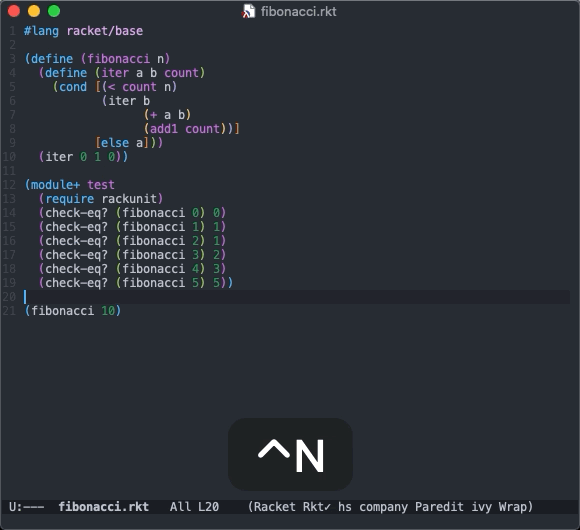 fibonacci.rkt
1 #lang racket/base
2
3 (define (fibonacci n)
4   (define (iter a b count)
5     (cond [(< count n)
6            (iter b
7                  (+ a b)
8                  (add1 count))]
9           [else a]))
10   (iter 0 1 0))
11
12 (module+ test
13   (require rackunit)
14   (check-eq? (fibonacci 0) 0)
15   (check-eq? (fibonacci 1) 1)
16   (check-eq? (fibonacci 2) 1)
17   (check-eq? (fibonacci 3) 2)
18   (check-eq? (fibonacci 4) 3)
19   (check-eq? (fibonacci 5) 5))
20
21 (fibonacci 10)
^N
U:---  fibonacci.rkt   All L20    (Racket Rkt✓ hs company Paredit ivy Wrap)